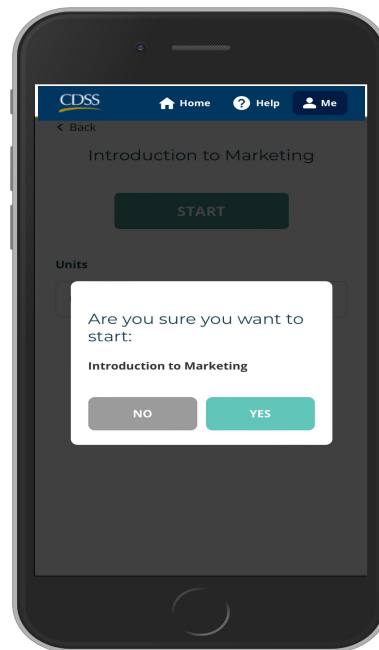 CDSS Home Help Me
Back
Introduction to Marketing
START
Units
Are you sure you want to
start:
Introduction to Marketing
NO YES